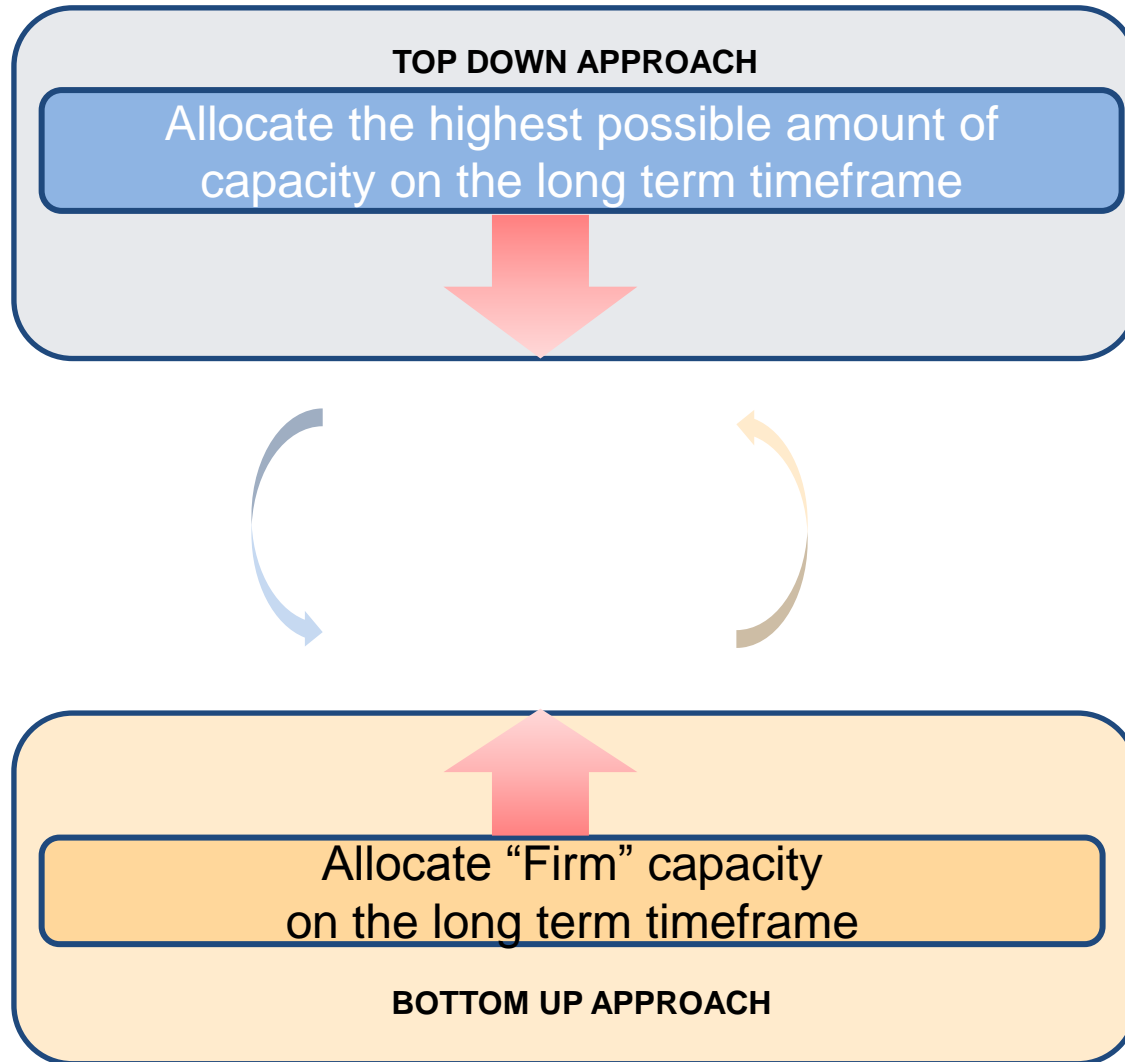 TOP DOWN APPROACH
Allocate the highest possible amount of
capacity on the long term timeframe
Allocate “Firm” capacity
on the long term timeframe
BOTTOM UP APPROACH